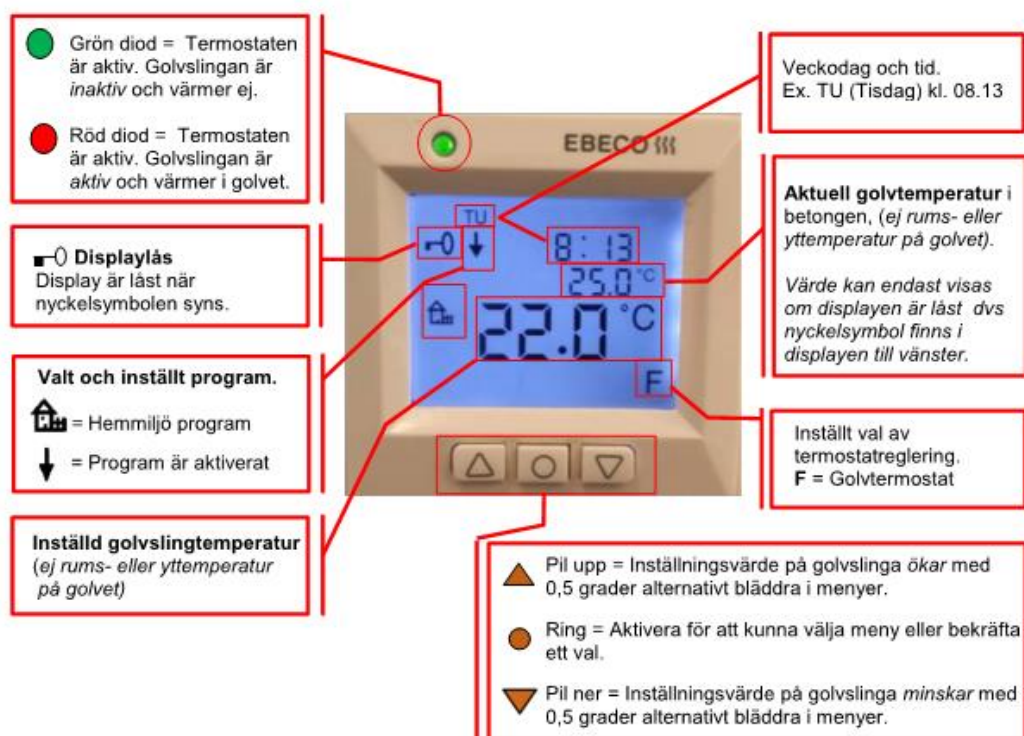 Grön diod = Termostaten
är aktiv. Golvslingan är
inaktiv och värmer ej.
Röd diod = Termostaten
är aktiv. Golvslingan är
aktiv och värmer i golvet.
Displaylås
Display är låst när
nyckelsymbolen syns.
Valt och inställt program.
= Hemmiljö program
= Program är aktiverat
Inställd golvslingtemperatur
(ej rums- eller yttemperatur
på golvet)
EBECO
TU
8:13
25.0 °C
22.0 °C
F
Veckodag och tid.
Ex. TU (Tisdag) kl. 08.13
Aktuell golvtemperatur i
betongen, (ej rums- eller
yttemperatur på golvet).
Värde kan endast visas
om displayen är låst dvs
nyckelsymbol finns i
displayen till vänster.
Inställt val av
termostatreglering.
F = Golvtermostat
Pil upp = Inställningsvärde på golvslinga ökar med
0,5 grader alternativt bläddra i menyer.
Ring = Aktivera för att kunna välja meny eller bekräfta
ett val.
Pil ner = Inställningsvärde på golvslinga minskar med
0,5 grader alternativt bläddra i menyer.